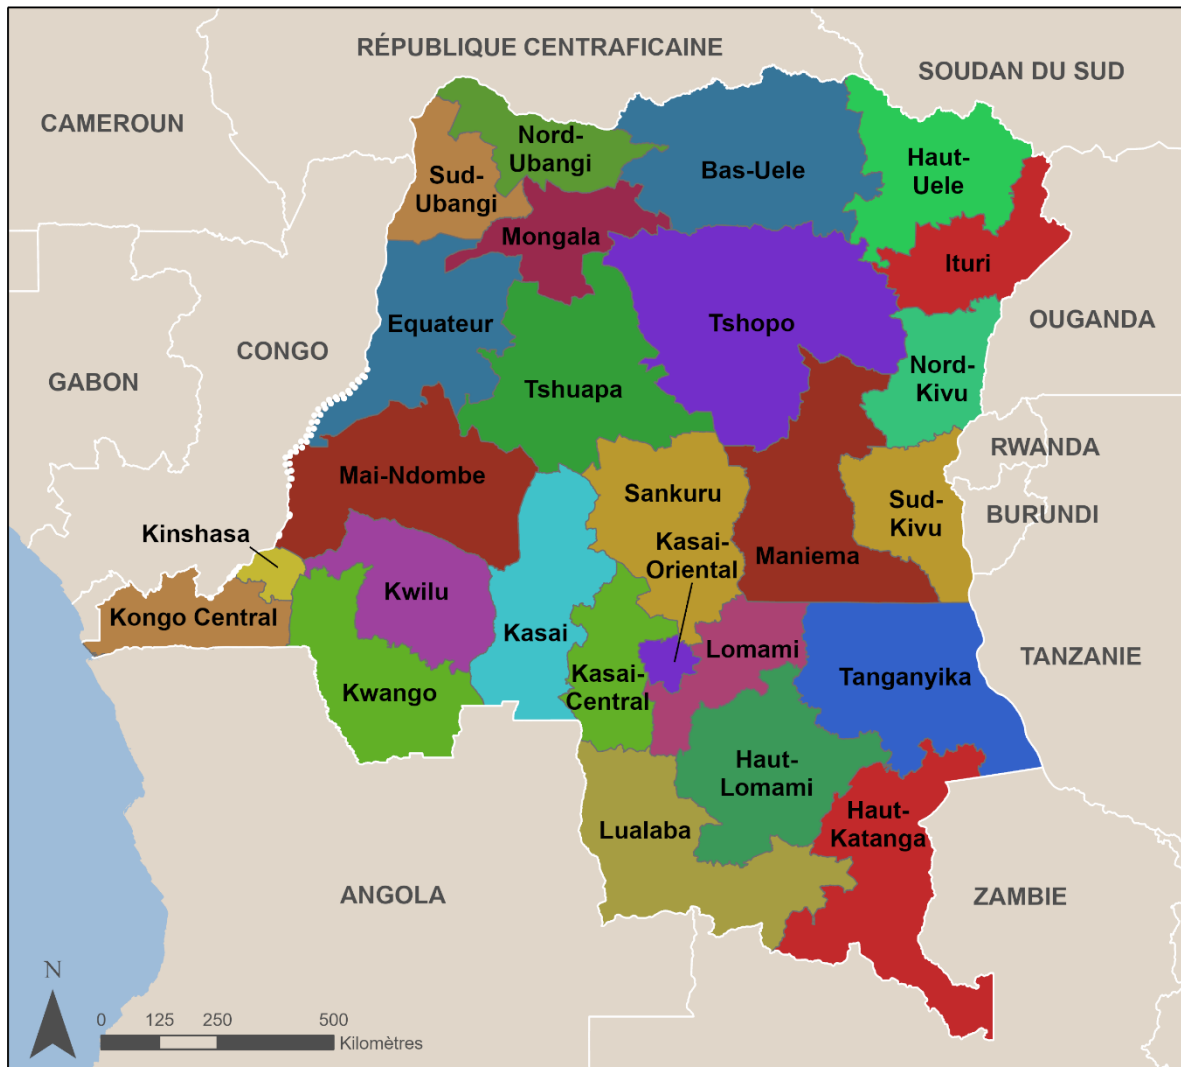 RÉPUBLIQUE CENTRAFICAINE
SOUDAN DU SUD
CAMEROUN
Nord-
Ubangi
Sud-
Ubangi
Bas-Uele
Haut-
Uele
Mongala
Ituri
Equateur
Tshopo
OUGANDA
CONGO
GABON
Tshuapa
Nord-
Kivu
RWANDA
Mai-Ndombe
Sankuru
Sud-
Kivu
BURUNDI
Kinshasa
Kasai-
Oriental
Maniema
Kwilu
Kongo Central
Kasai
Lomami
TANZANIE
Kwango
Kasai-
Central
Tanganyika
Haut-
Lomami
Haut-
Katanga
Lualaba
ANGOLA
ZAMBIE
N
0 125 250 500
Kilomètres